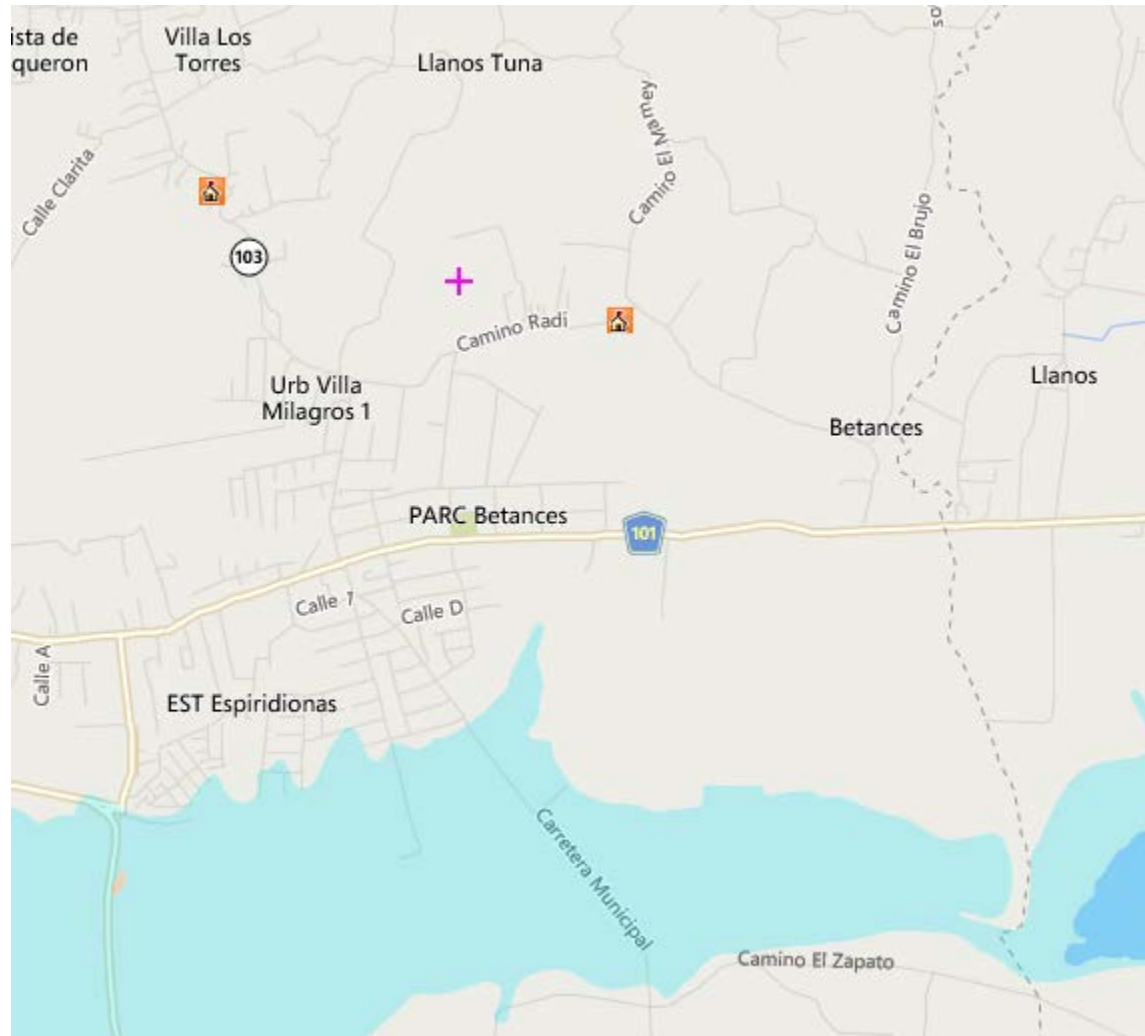 ista de
queron
Villa Los
Torres
Llanos Tuna
os
Calle Clarita
Camino El Mamey
103
Camino El Brujo
Camino Radi
Llanos
Urb Villa
Milagros 1
Betances
PARC Betances
101
Calle 1
Calle D
Calle A
EST Espiridionas
Carretera Municipal
Camino El Zapato